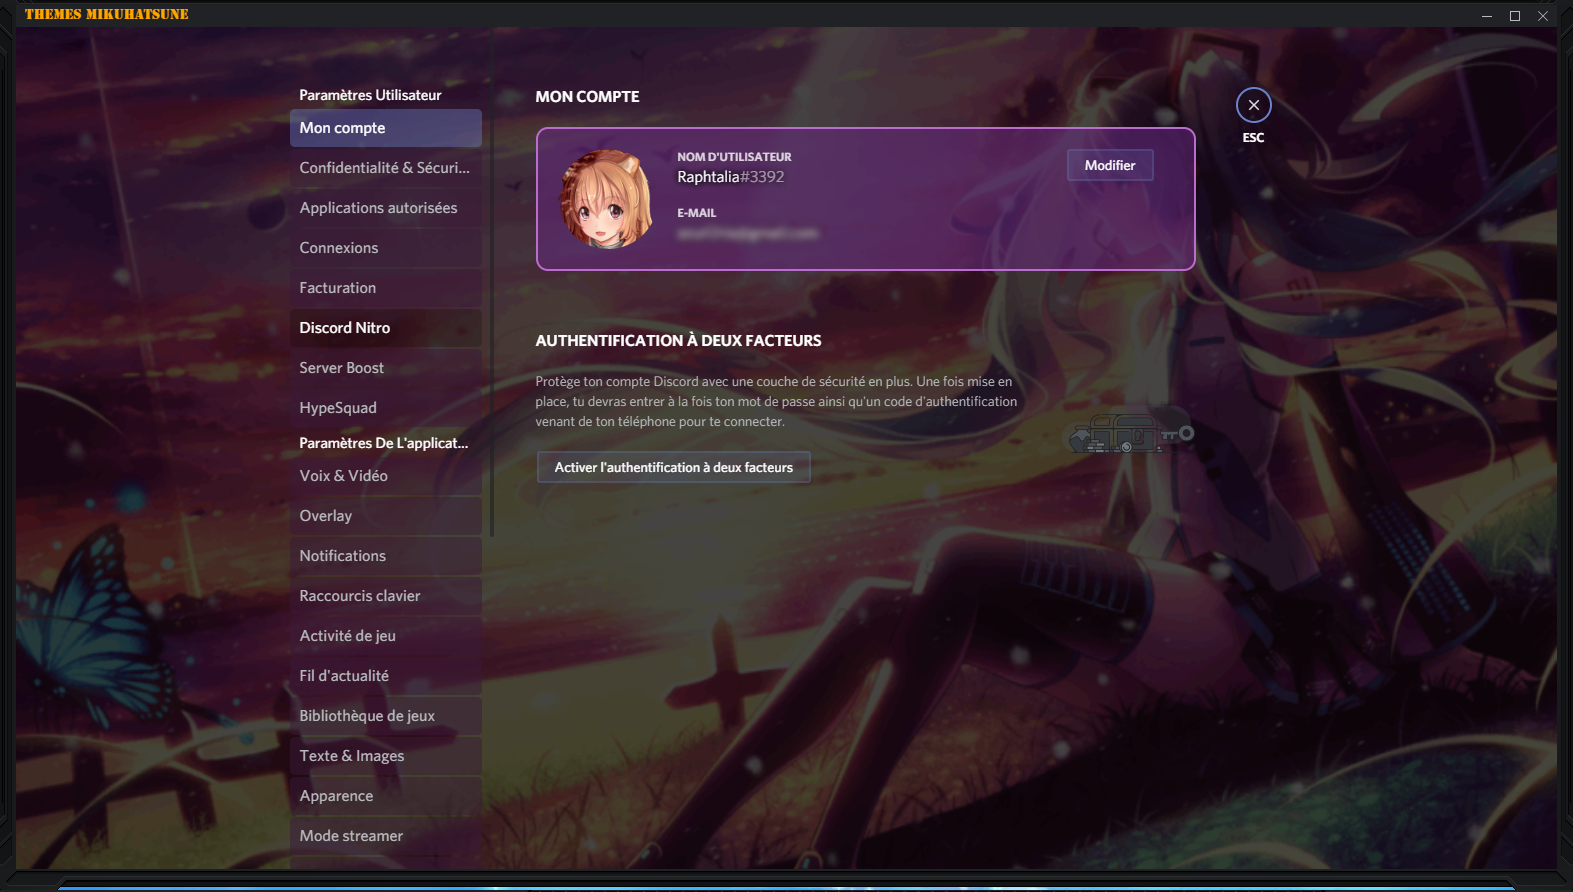 THEMES MIKUHATSUNE
Paramètres Utilisateur
Mon compte
Confidentialité & Sécuri...
Applications autorisées
Connexions
Facturation
Discord Nitro
Server Boost
HypeSquad
Paramètres De L'applicat...
Voix & Vidéo
Overlay
Notifications
Raccourcis clavier
Activité de jeu
Fil d'actualité
Bibliothèque de jeux
Texte & Images
Apparence
Mode streamer
MON COMPTE
NOM D'UTILISATEUR
Raphtalia#3392
Modifier
E-MAIL
ESC
AUTHENTIFICATION À DEUX FACTEURS
Protège ton compte Discord avec une couche de sécurité en plus. Une fois mise en
place, tu devras entrer à la fois ton mot de passe ainsi qu'un code d'authentification
venant de ton téléphone pour te connecter.
Activer l'authentification à deux facteurs